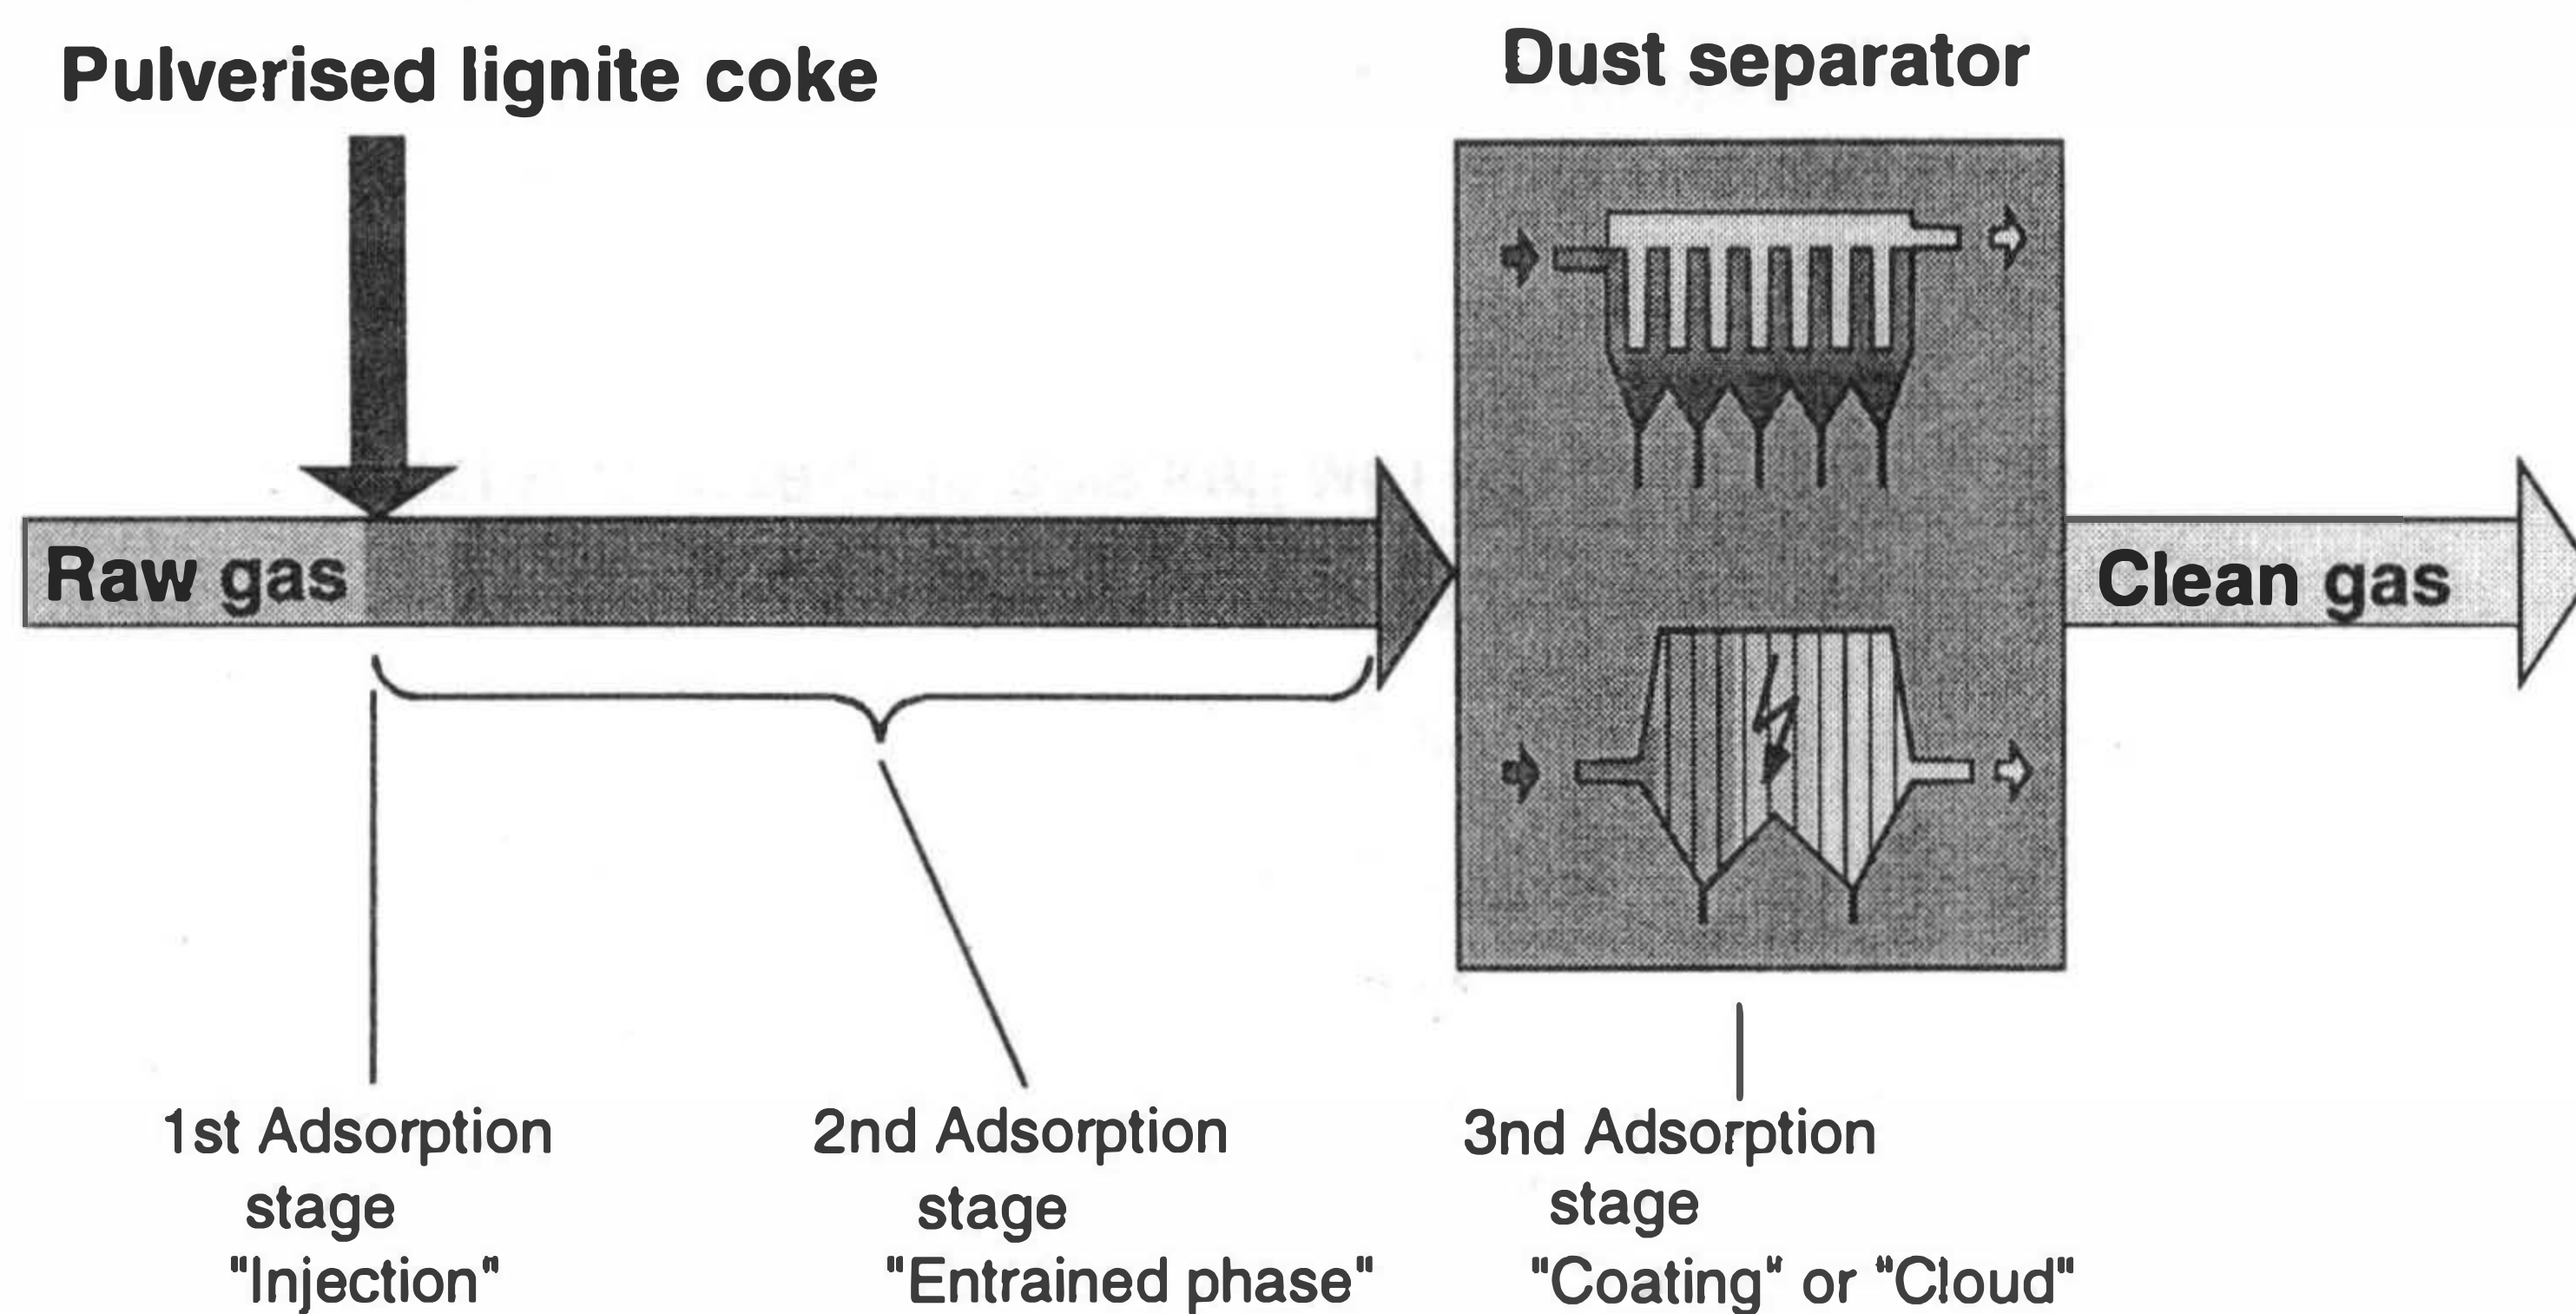 Pulverised lignite coke
Dust separator
Raw gas
Clean gas
1st Adsorption
stage
"Injection"
2nd Adsorption
stage
"Entrained phase"
3nd Adsorption
stage
"Coating" or "Cloud"